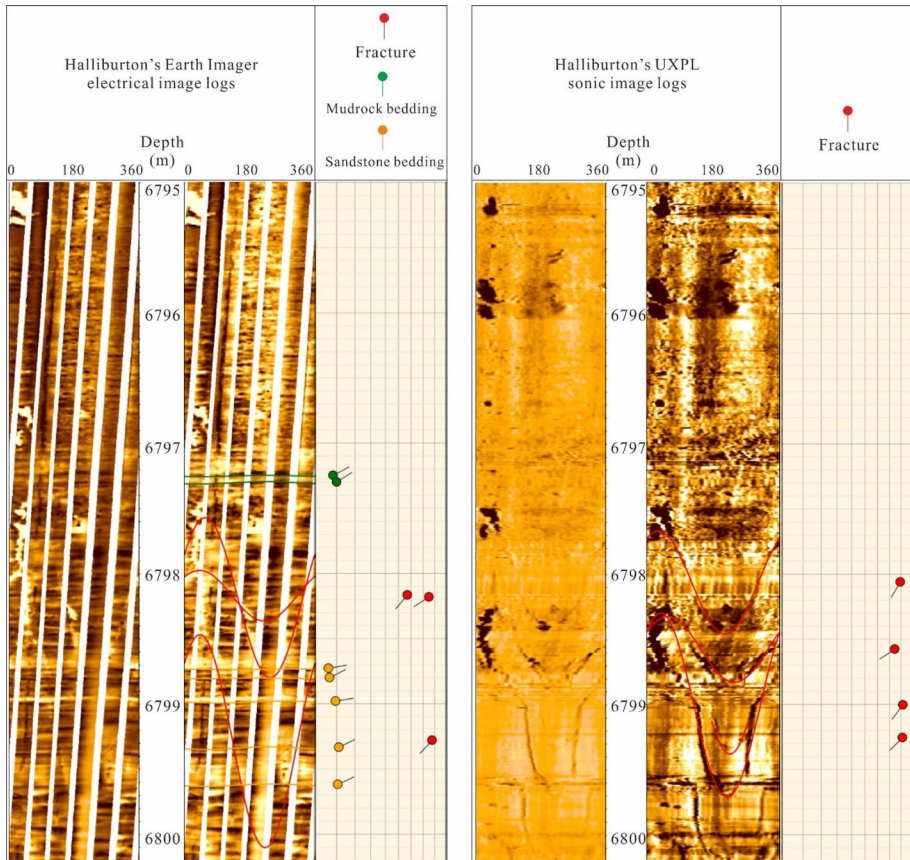 Halliburton's Earth Imager
electrical image logs
Fracture
Mudrock bedding
Sandstone bedding
Depth
(m)
0 180 360
0 180 360
6795
6796
6797
6798
6799
6800
Halliburton's UXPL
sonic image logs
Fracture
Depth
(m)
0 180 360
0 180 360
6795
6796
6797
6798
6799
6800